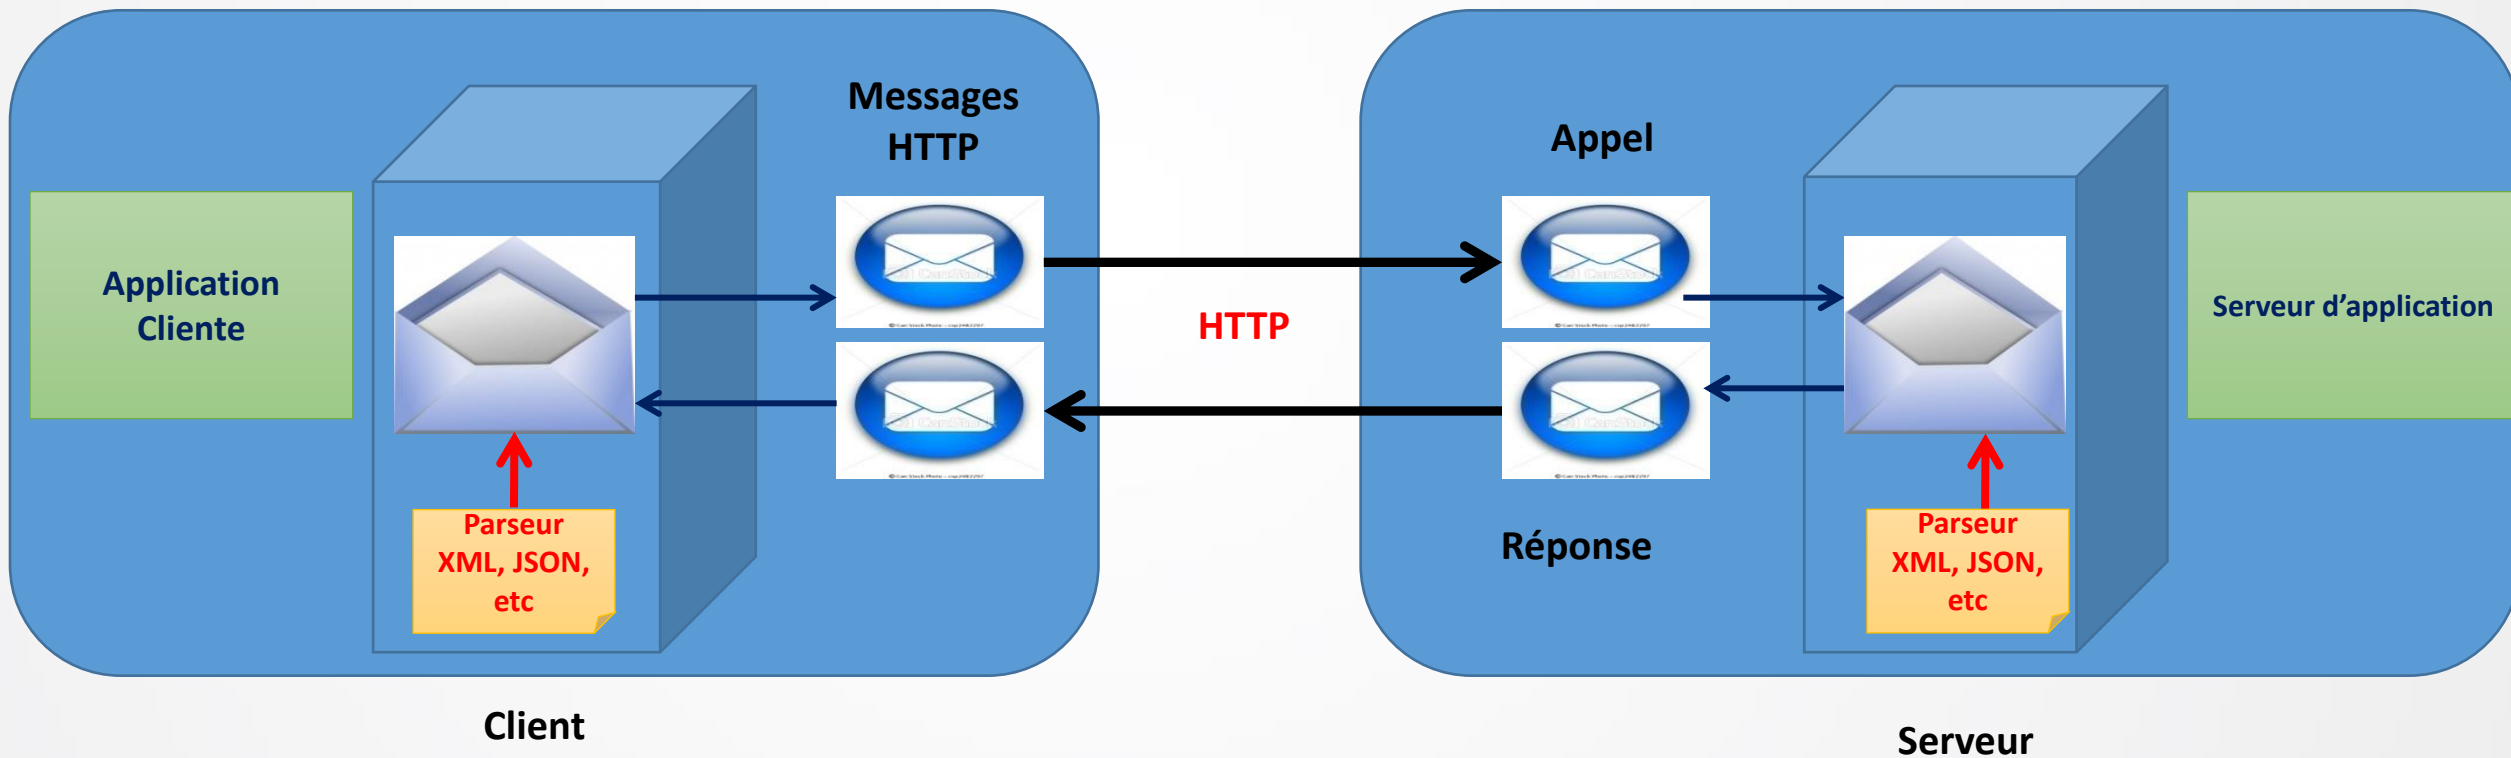 Messages
HTTP
Appel
Application
Cliente
HTTP
Serveur d’application
Réponse
Parseur
XML, JSON,
etc
Parseur
XML, JSON,
etc
Client
Serveur